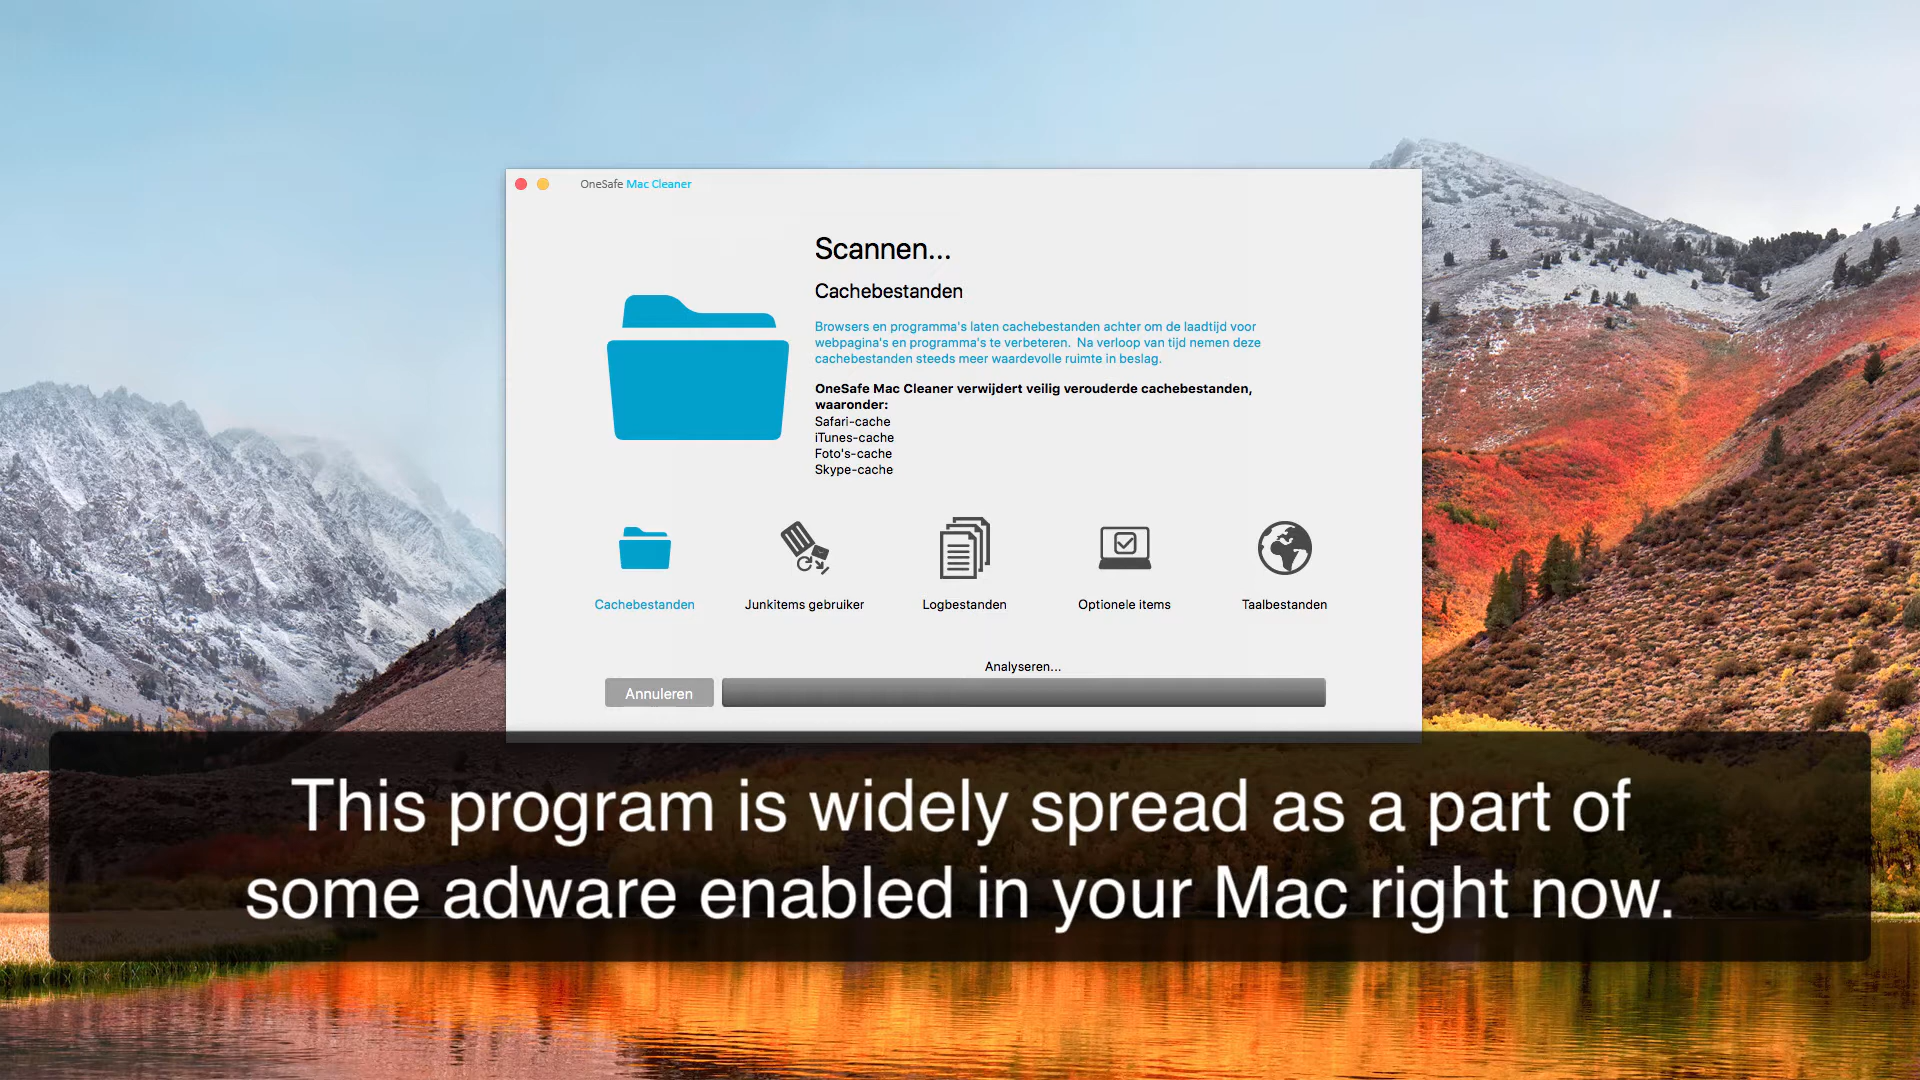 OneSafe Mac Cleaner
Scannen...
Cachebestanden
Browsers en programma's laten cachebestanden achter om de laadtijd voor
webpagina's en programma's te verbeteren. Na verloop van tijd nemen deze
cachebestanden steeds meer waardevolle ruimte in beslag.
OneSafe Mac Cleaner verwijdert veilig verouderde cachebestanden,
waaronder:
Safari-cache
iTunes-cache
Foto's-cache
Skype-cache
Cachebestanden Junkitems gebruiker Logbestanden Optionele items Taalbestanden
Analyseren...
Annuleren
This program is widely spread as a part of
some adware enabled in your Mac right now.